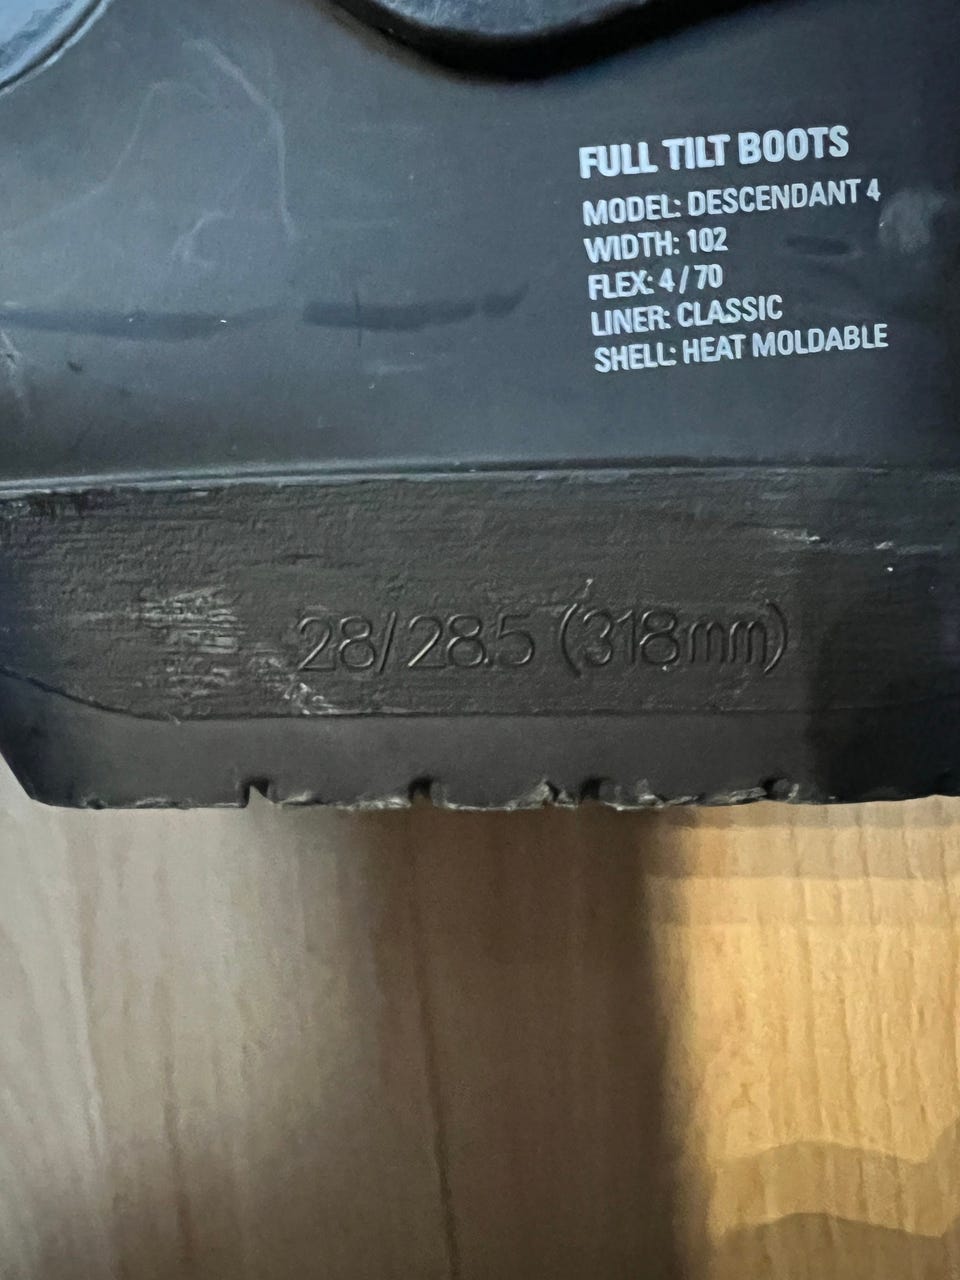 FULL TILT BOOTS
MODEL: DESCENDANT 4
WIDTH: 102
FLEX: 4/70
LINER: CLASSIC
SHELL: HEAT MOLDABLE
28/28.5 (318mm)